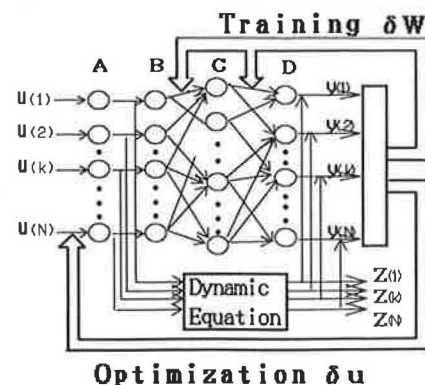 Training δW
A B C D
u(1) y(1)
u(2) y(2)
u(k) y(k)
u(N) y(N)
Dynamic Z(1)
Z(k)
Equation Z(N)
Optimization δu